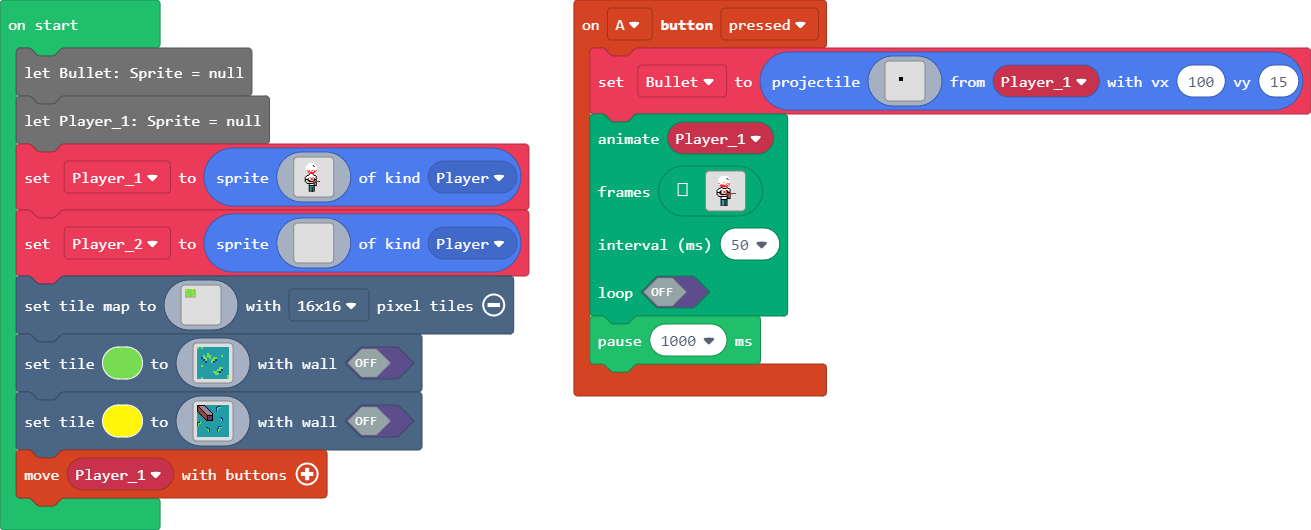 on start
let Bullet: Sprite = null
let Player_1: Sprite = null
set Player_1 to sprite of kind Player
set Player_2 to sprite of kind Player
set tile map to with 16x16 pixel tiles
set tile to with wall OFF
set tile to with wall OFF
move Player_1 with buttons
on A button pressed
set Bullet to projectile from Player_1 with vx 100 vy 15
animate Player_1
frames
interval (ms) 50
loop OFF
pause 1000 ms